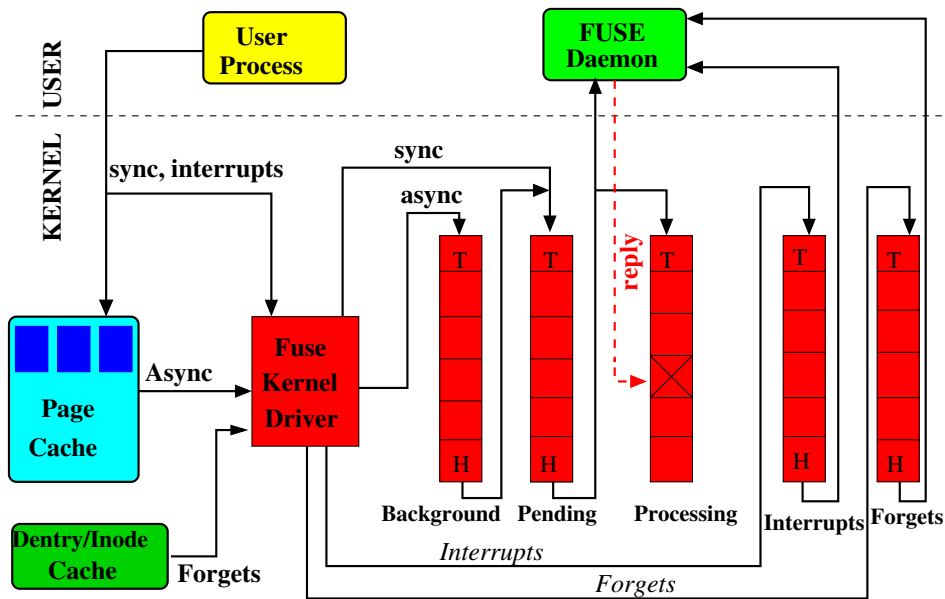 USER
User
Process
FUSE
Daemon
KERNEL
sync, interrupts
sync
async
reply
T
T
T
T
T
Fuse
Kernel
Driver
Async
Page
Cache
H
H
H
H
Background
Pending
Processing
Interrupts
Forgets
Dentry/Inode
Cache
Forgets
Interrupts
Forgets